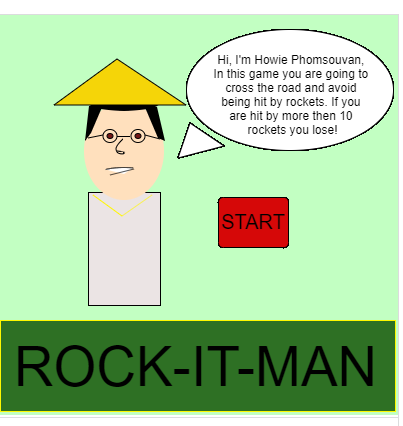 Hi, I'm Howie Phomsouvan,
In this game you are going to
cross the road and avoid
being hit by rockets. If you
are hit by more then 10
rockets you lose!
START
ROCK-IT-MAN